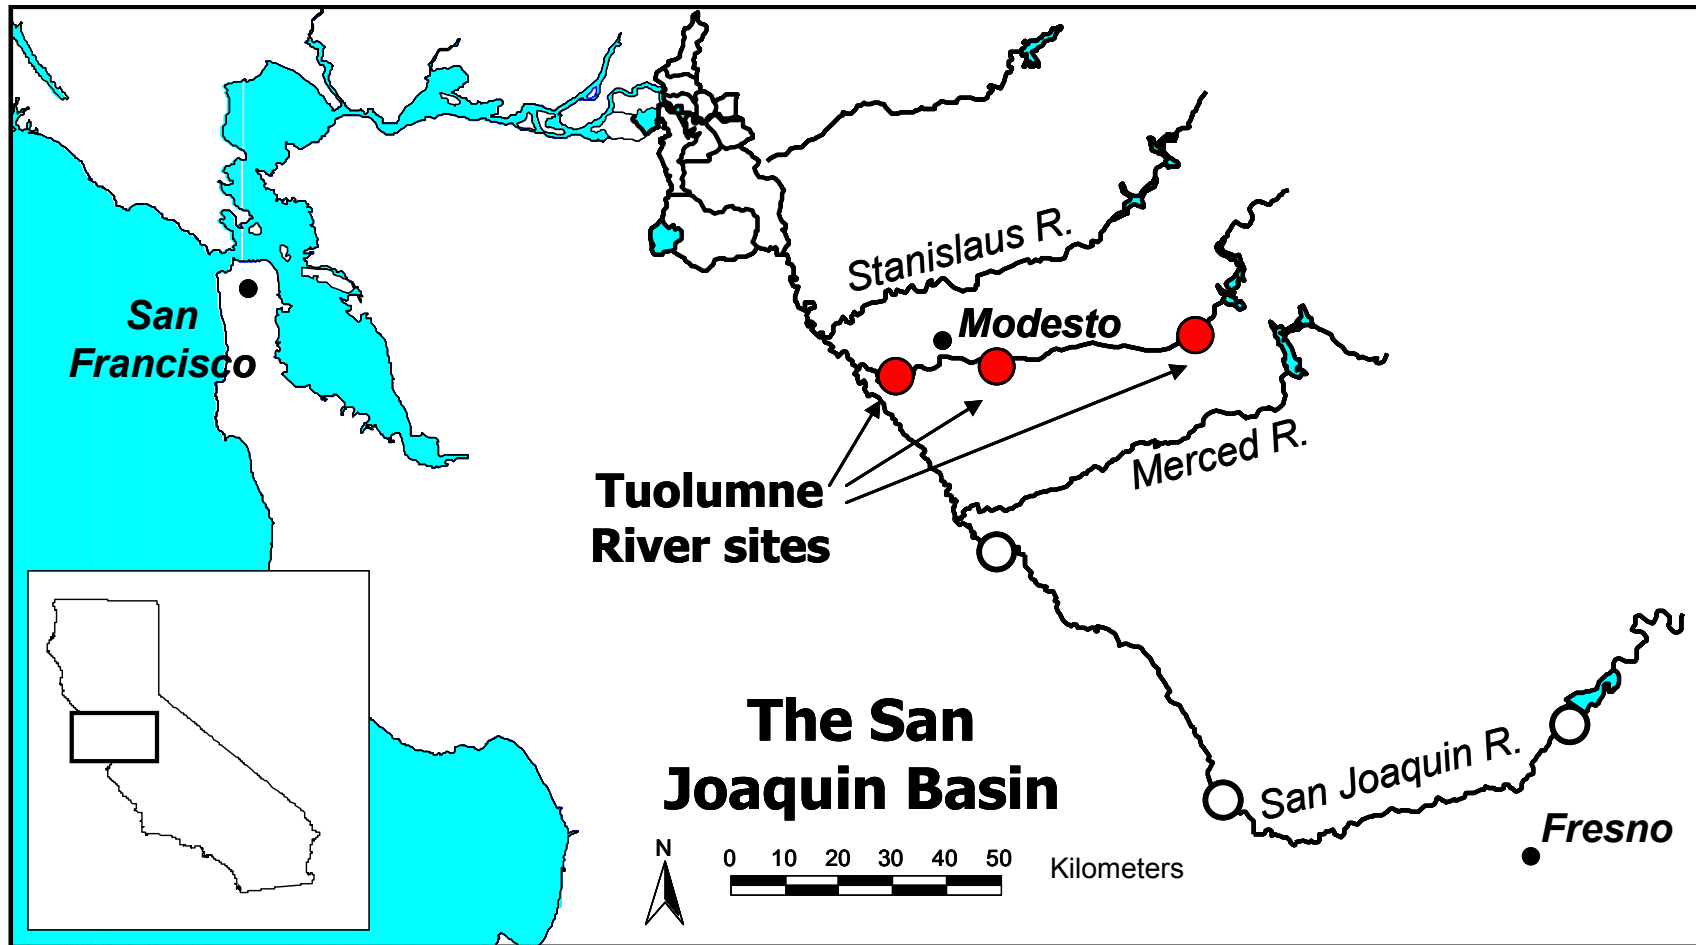 Stanislaus R.
San
Francisco
Modesto
Merced R.
Tuolumne
River sites
The San
Joaquin Basin
San Joaquin R.
Fresno
N
0 10 20 30 40 50
Kilometers